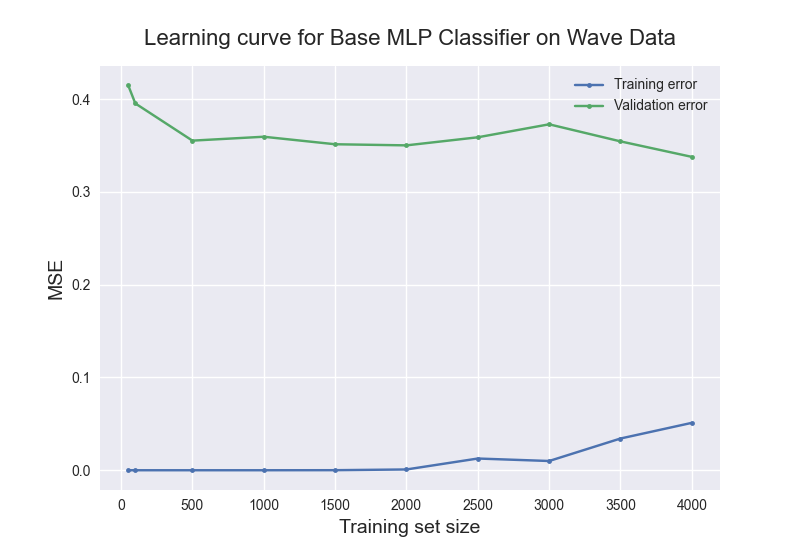 Learning curve for Base MLP Classifier on Wave Data
Training error
Validation error
MSE
0.4
0.3
0.2
0.1
0.0
0 500 1000 1500 2000 2500 3000 3500 4000
Training set size